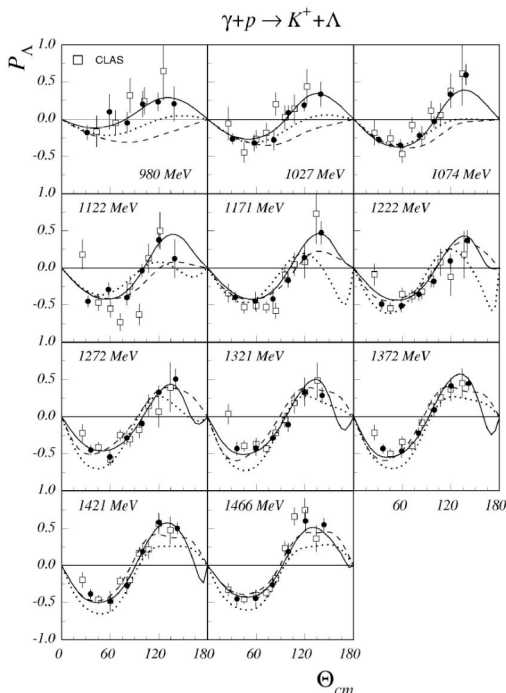 γ+p → K⁺+Λ
P_Λ
1.0
0.5
0
-0.5
1.0
0.5
0.0
-0.5
1.0
0.5
0.0
-0.5
1.0
0.5
0.0
-0.5
-1.0
CLAS
980 MeV
1027 MeV
1074 MeV
1122 MeV
1171 MeV
1222 MeV
1272 MeV
1321 MeV
1372 MeV
60 120 180
1421 MeV
1466 MeV
0 60 120 180 60 120 180
Θ_cm